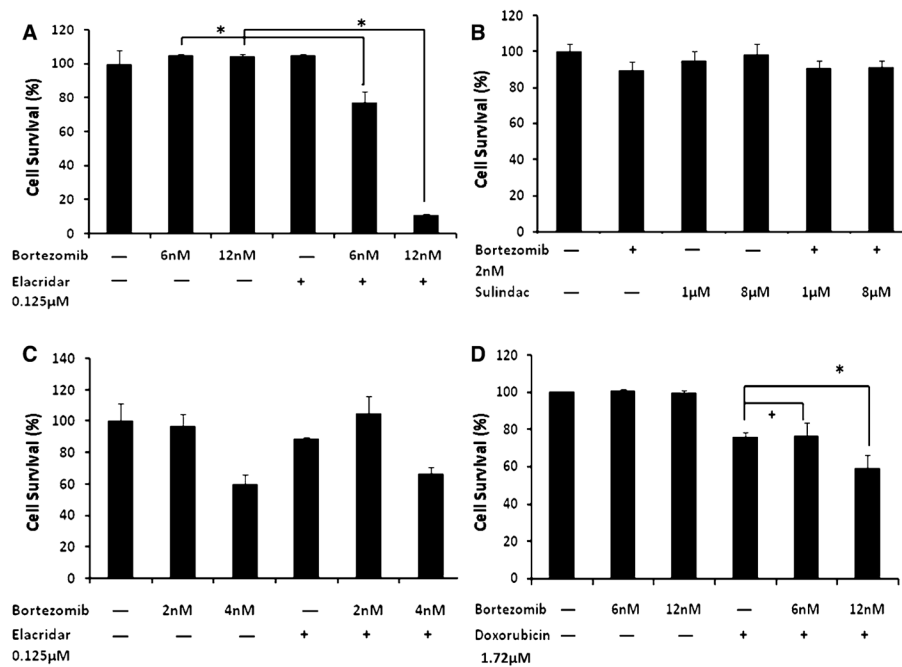 A
Cell Survival (%)
120
100
80
60
40
20
0
*
*
Bortezomib — 6nM 12nM — 6nM 12nM
Elacridar — — — + + +
0.125µM
B
Cell Survival (%)
120
100
80
60
40
20
0
Bortezomib — + — — + +
2nM
Sulindac — — 1µM 8µM 1µM 8µM
C
Cell Survival (%)
140
120
100
80
60
40
20
0
Bortezomib — 2nM 4nM — 2nM 4nM
Elacridar — — — + + +
0.125µM
D
Cell Survival (%)
120
100
80
60
40
20
0
*
+
Bortezomib — 6nM 12nM — 6nM 12nM
Doxorubicin — — — + + +
1.72µM